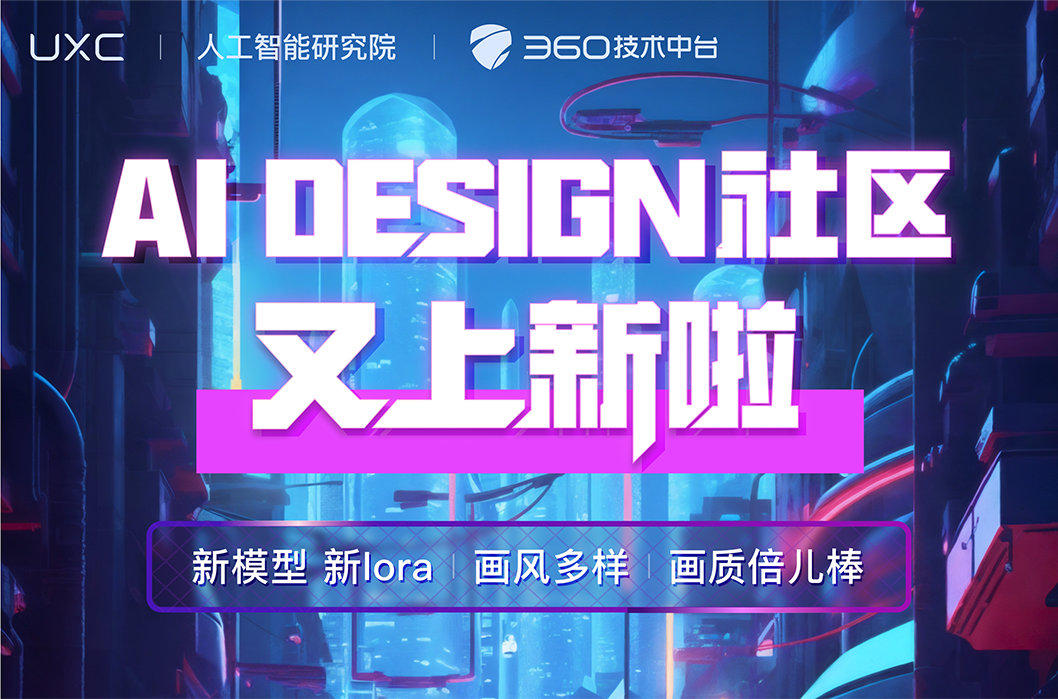 UXC | 人工智能研究院 | 360技术中台
AI DESIGN社区
又上新啦
新模型 新lora | 画风多样 | 画质倍儿棒